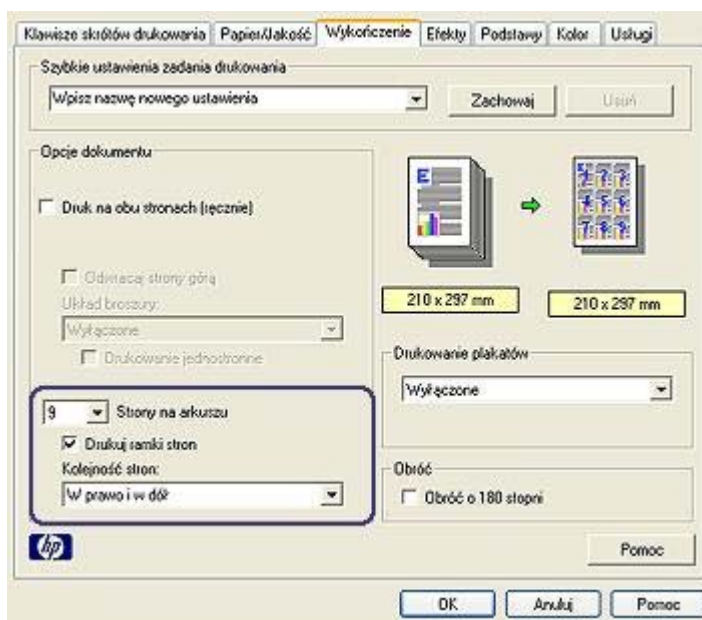 Klawisze skrótów drukowania Papier/Jakość Wykończenie Efekty Podstawy Kolor Usługi
Szybkie ustawienia zadania drukowania
Wpisz nazwę nowego ustawienia Zachowaj Usuń
Opcje dokumentu
Druk na obu stronach (ręcznie)
Odwracaj strony górą
Układ broszury:
Wyłączone
Drukowanie jednostronne
210 x 297 mm 210 x 297 mm
Drukowanie plakatów
Wyłączone
9 Strony na arkuszu
Drukuj ramki stron
Kolejność stron:
W prawo i w dół
Obróć
Obróć o 180 stopni
hp
Pomoc
OK Anuluj Pomoc